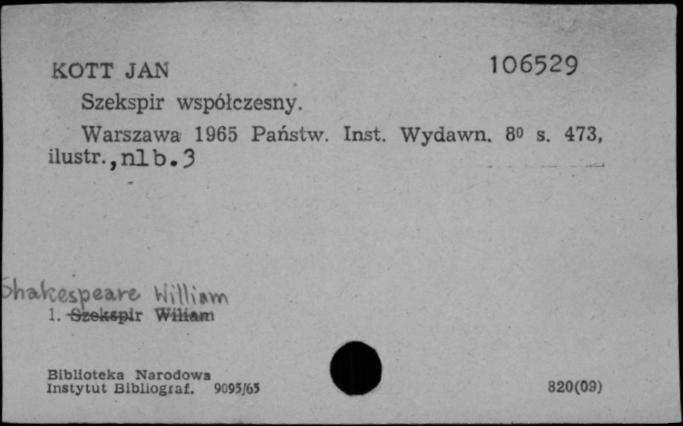 KOTT JAN 106529
Szekspir współczesny.
Warszawa 1965 Państw. Inst. Wydawn. 8⁰ s. 473,
ilustr., nlb. 3
Shakespeare William
1. Szekspir Wiliam
Biblioteka Narodowa
Instytut Bibliograf. 9095/65 820(09)